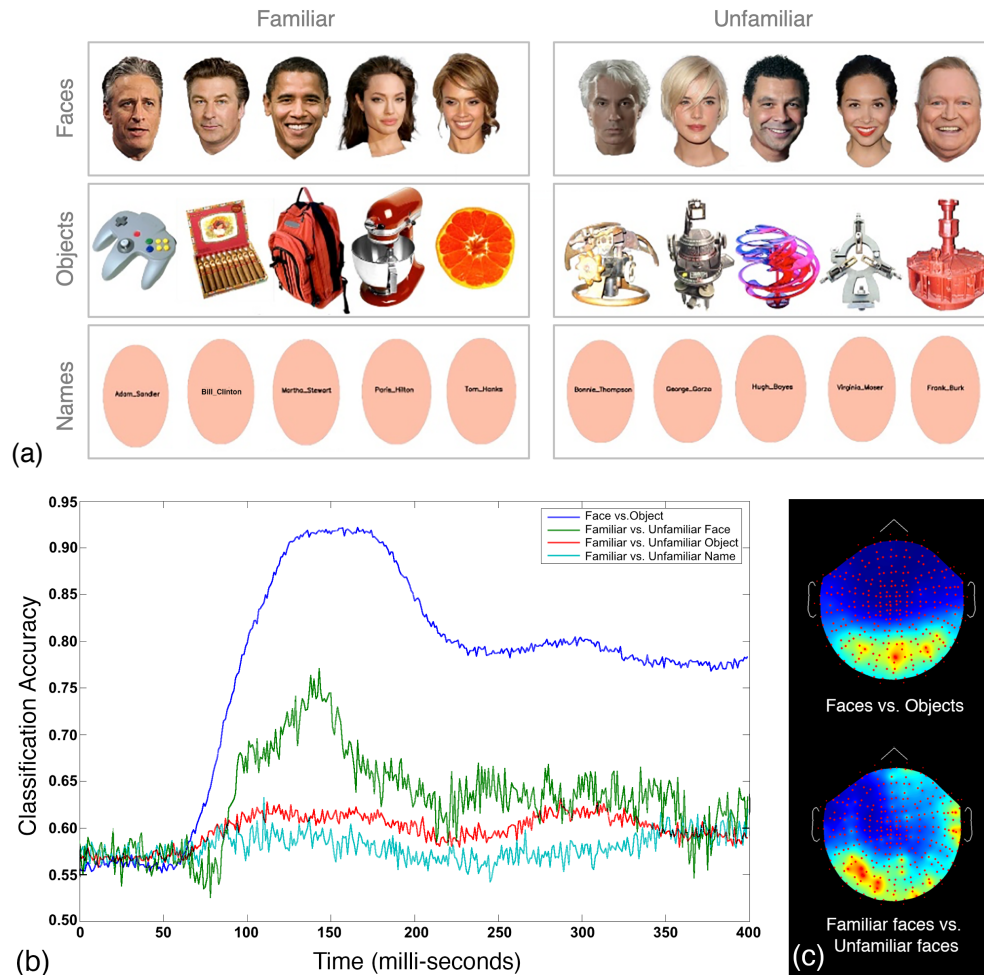 Familiar
Unfamiliar
Faces
Objects
Names
Adam_Sandler
Bill_Clinton
Martha_Stewart
Paris_Hilton
Tom_Hanks
Bonnie_Thompson
George_Garza
Hugh_Bayes
Virginia_Moser
Frank_Burk
(a)
0.95
0.90
0.85
0.80
0.75
0.70
0.65
0.60
0.55
0.50
Classification Accuracy
Face vs.Object
Familiar vs. Unfamiliar Face
Familiar vs. Unfamiliar Object
Familiar vs. Unfamiliar Name
0 50 100 150 200 250 300 350 400
Time (milli-seconds)
(b)
Faces vs. Objects
Familiar faces vs.
Unfamiliar faces
(c)